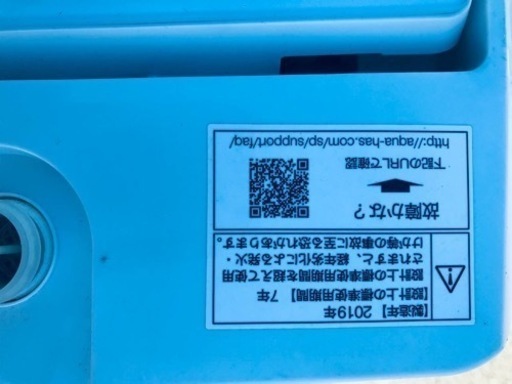 【製造年】2019年
【設計上の標準使用期間】7年
設計上の標準使用期間を超えて使用
されますと、経年劣化による発火・
けが等の事故に至る恐れがあります。
故障かな?
下記のURLで確認
http://aqua-has.com/sp/support/faq/